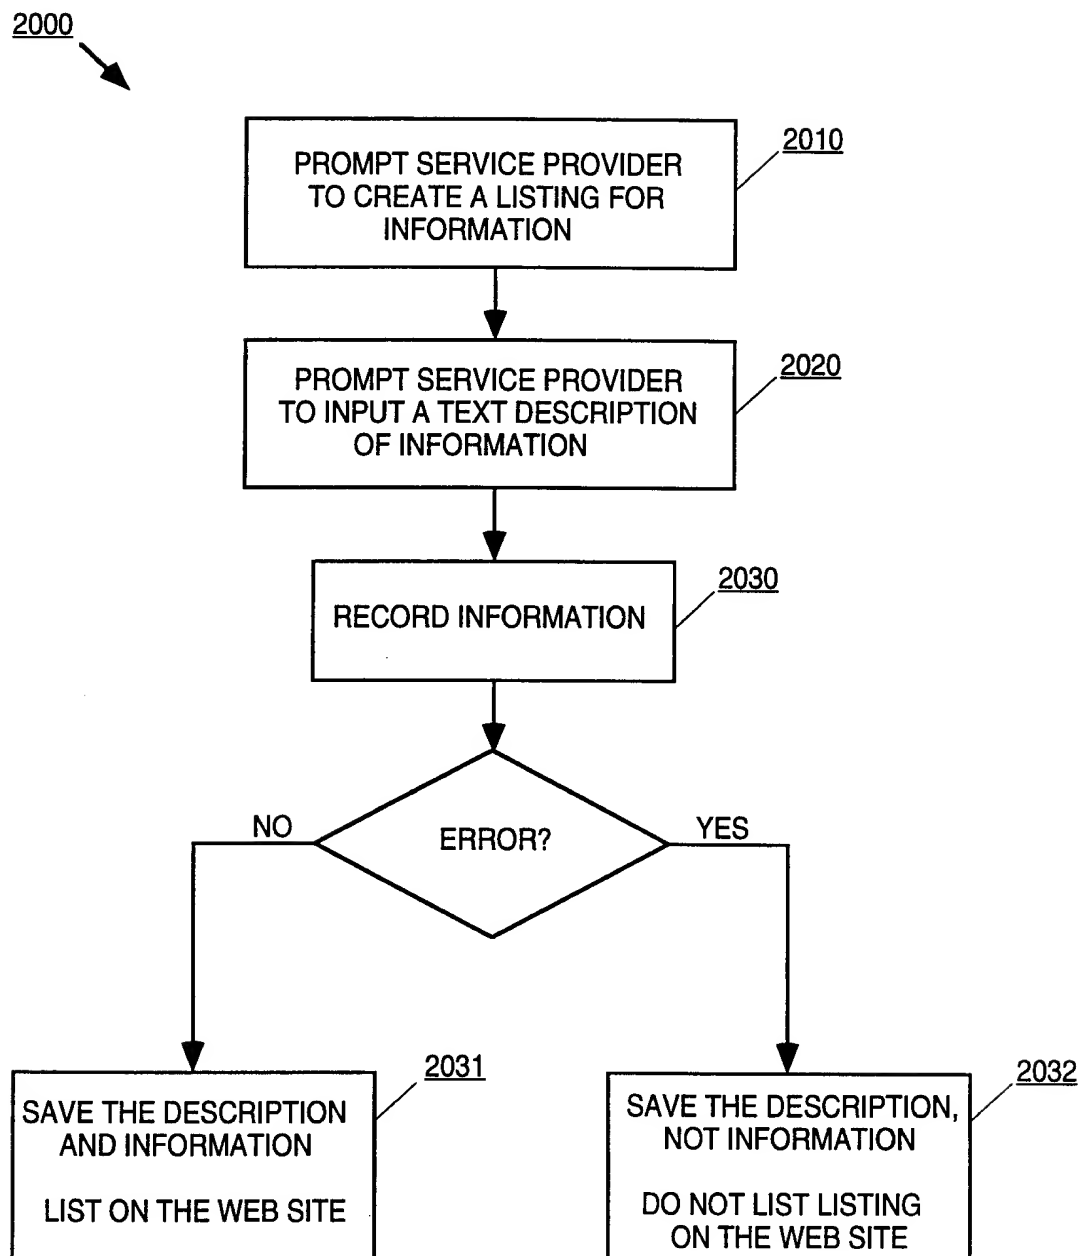 2000
PROMPT SERVICE PROVIDER
TO CREATE A LISTING FOR
INFORMATION
2010
PROMPT SERVICE PROVIDER
TO INPUT A TEXT DESCRIPTION
OF INFORMATION
2020
RECORD INFORMATION
2030
ERROR?
NO
YES
SAVE THE DESCRIPTION
AND INFORMATION
LIST ON THE WEB SITE
2031
SAVE THE DESCRIPTION,
NOT INFORMATION
DO NOT LIST LISTING
ON THE WEB SITE
2032